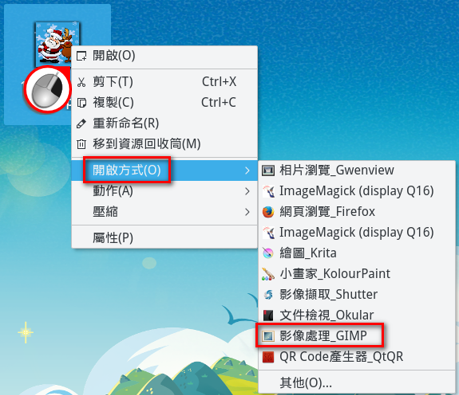 開啟(O)
剪下(T) Ctrl+X
複製(C) Ctrl+C
重新命名(R)
移到資源回收筒(M)
開啟方式(O)
動作(A)
壓縮
屬性(P)
相片瀏覽_Gwenview
ImageMagick (display Q16)
網頁瀏覽_Firefox
ImageMagick (display Q16)
繪圖_Krita
小畫家_KolourPaint
影像擷取_Shutter
文件檢視_Okular
影像處理_GIMP
QR Code產生器_QtQR
其他(O)...